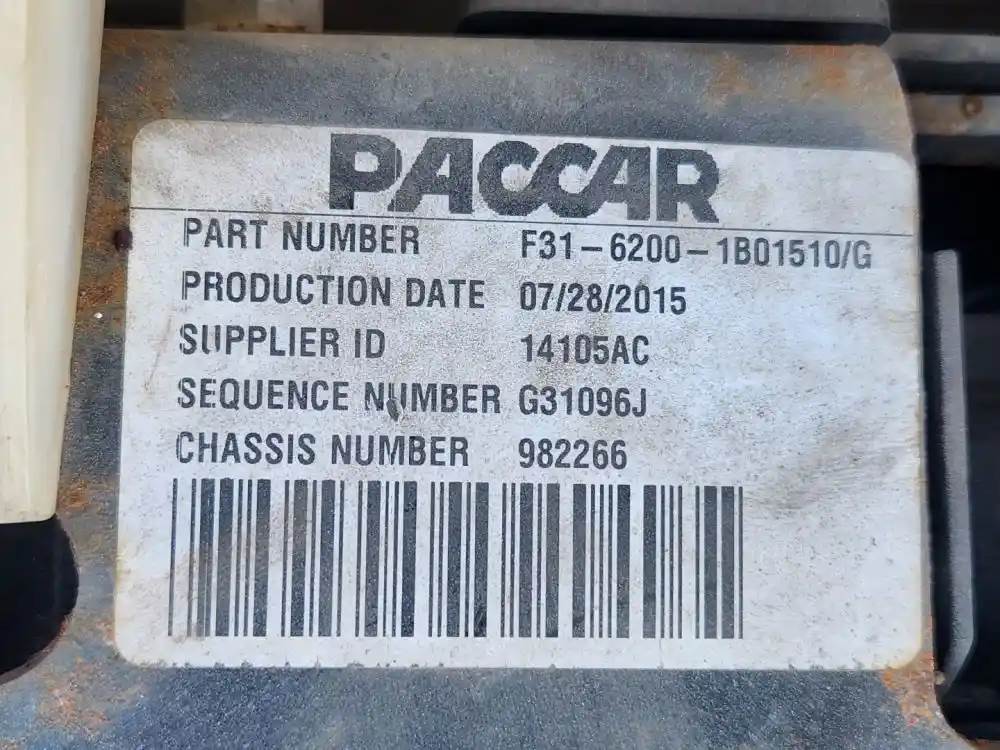 PACCAR
PART NUMBER F31-6200-1B01510/G
PRODUCTION DATE 07/28/2015
SUPPLIER ID 14105AC
SEQUENCE NUMBER G31096J
CHASSIS NUMBER 982266